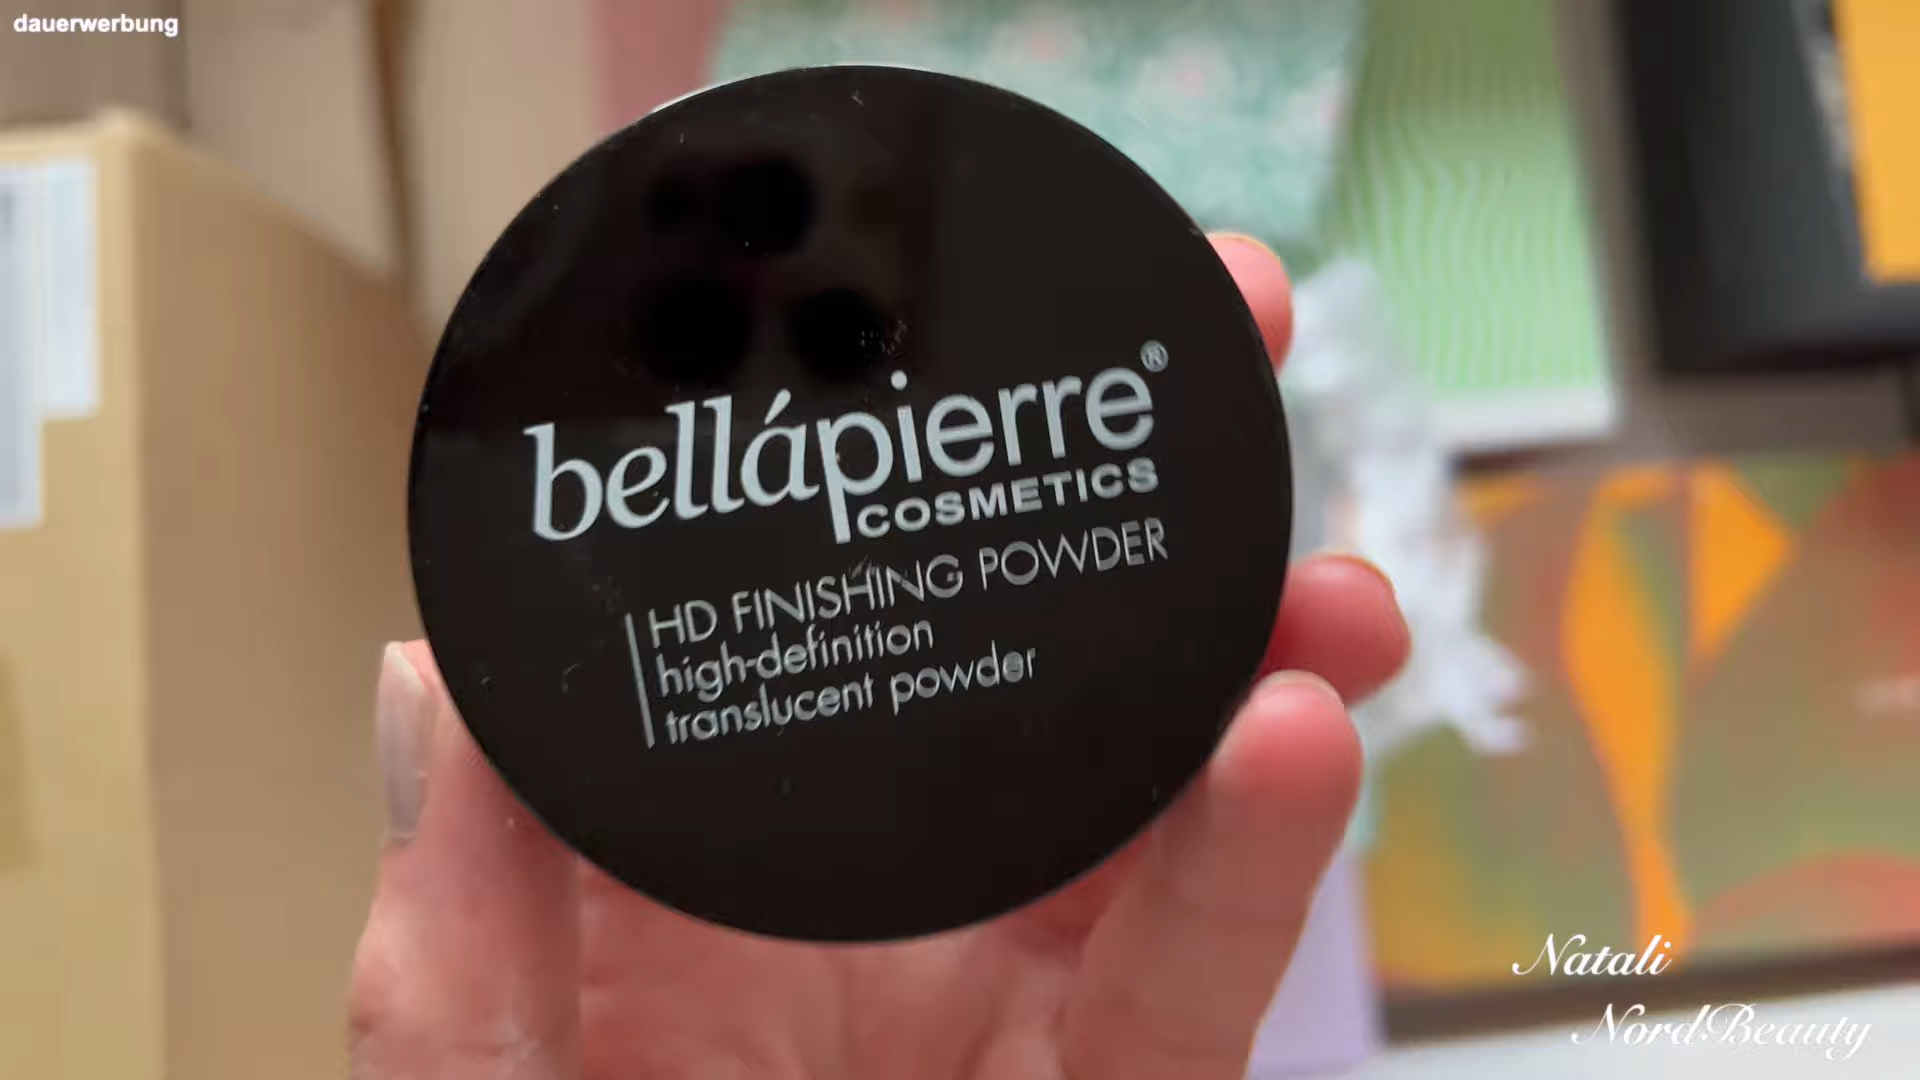 dauerwerbung
bellápierre®
COSMETICS
HD FINISHING POWDER
high-definition
translucent powder
Natali
NordBeauty